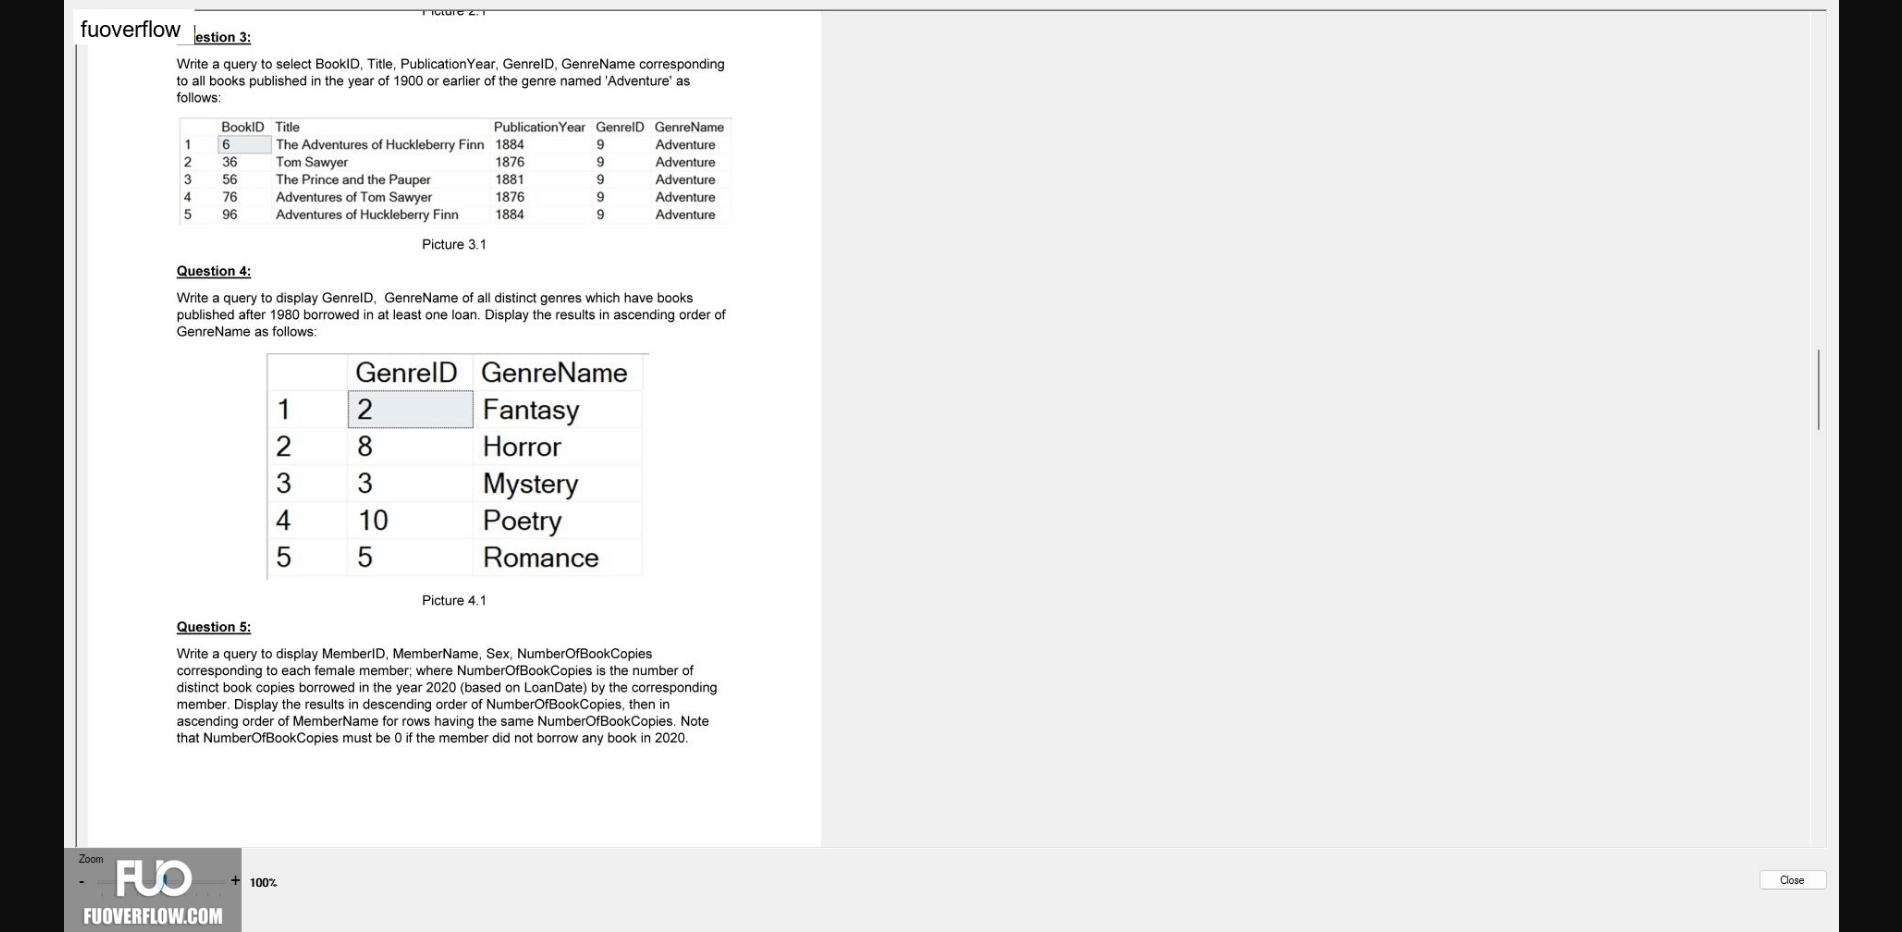 Picture 2.1
fuoverflow
estion 3:
Write a query to select BookID, Title, PublicationYear, GenreID, GenreName corresponding
to all books published in the year of 1900 or earlier of the genre named 'Adventure' as
follows:
BookID Title PublicationYear GenreID GenreName
1 6 The Adventures of Huckleberry Finn 1884 9 Adventure
2 36 Tom Sawyer 1876 9 Adventure
3 56 The Prince and the Pauper 1881 9 Adventure
4 76 Adventures of Tom Sawyer 1876 9 Adventure
5 96 Adventures of Huckleberry Finn 1884 9 Adventure
Picture 3.1
Question 4:
Write a query to display GenreID, GenreName of all distinct genres which have books
published after 1980 borrowed in at least one loan. Display the results in ascending order of
GenreName as follows:
GenreID GenreName
1 2 Fantasy
2 8 Horror
3 3 Mystery
4 10 Poetry
5 5 Romance
Picture 4.1
Question 5:
Write a query to display MemberID, MemberName, Sex, NumberOfBookCopies
corresponding to each female member; where NumberOfBookCopies is the number of
distinct book copies borrowed in the year 2020 (based on LoanDate) by the corresponding
member. Display the results in descending order of NumberOfBookCopies, then in
ascending order of MemberName for rows having the same NumberOfBookCopies. Note
that NumberOfBookCopies must be 0 if the member did not borrow any book in 2020.
Zoom
- + 100%
FUO
FUOVERFLOW.COM
Close